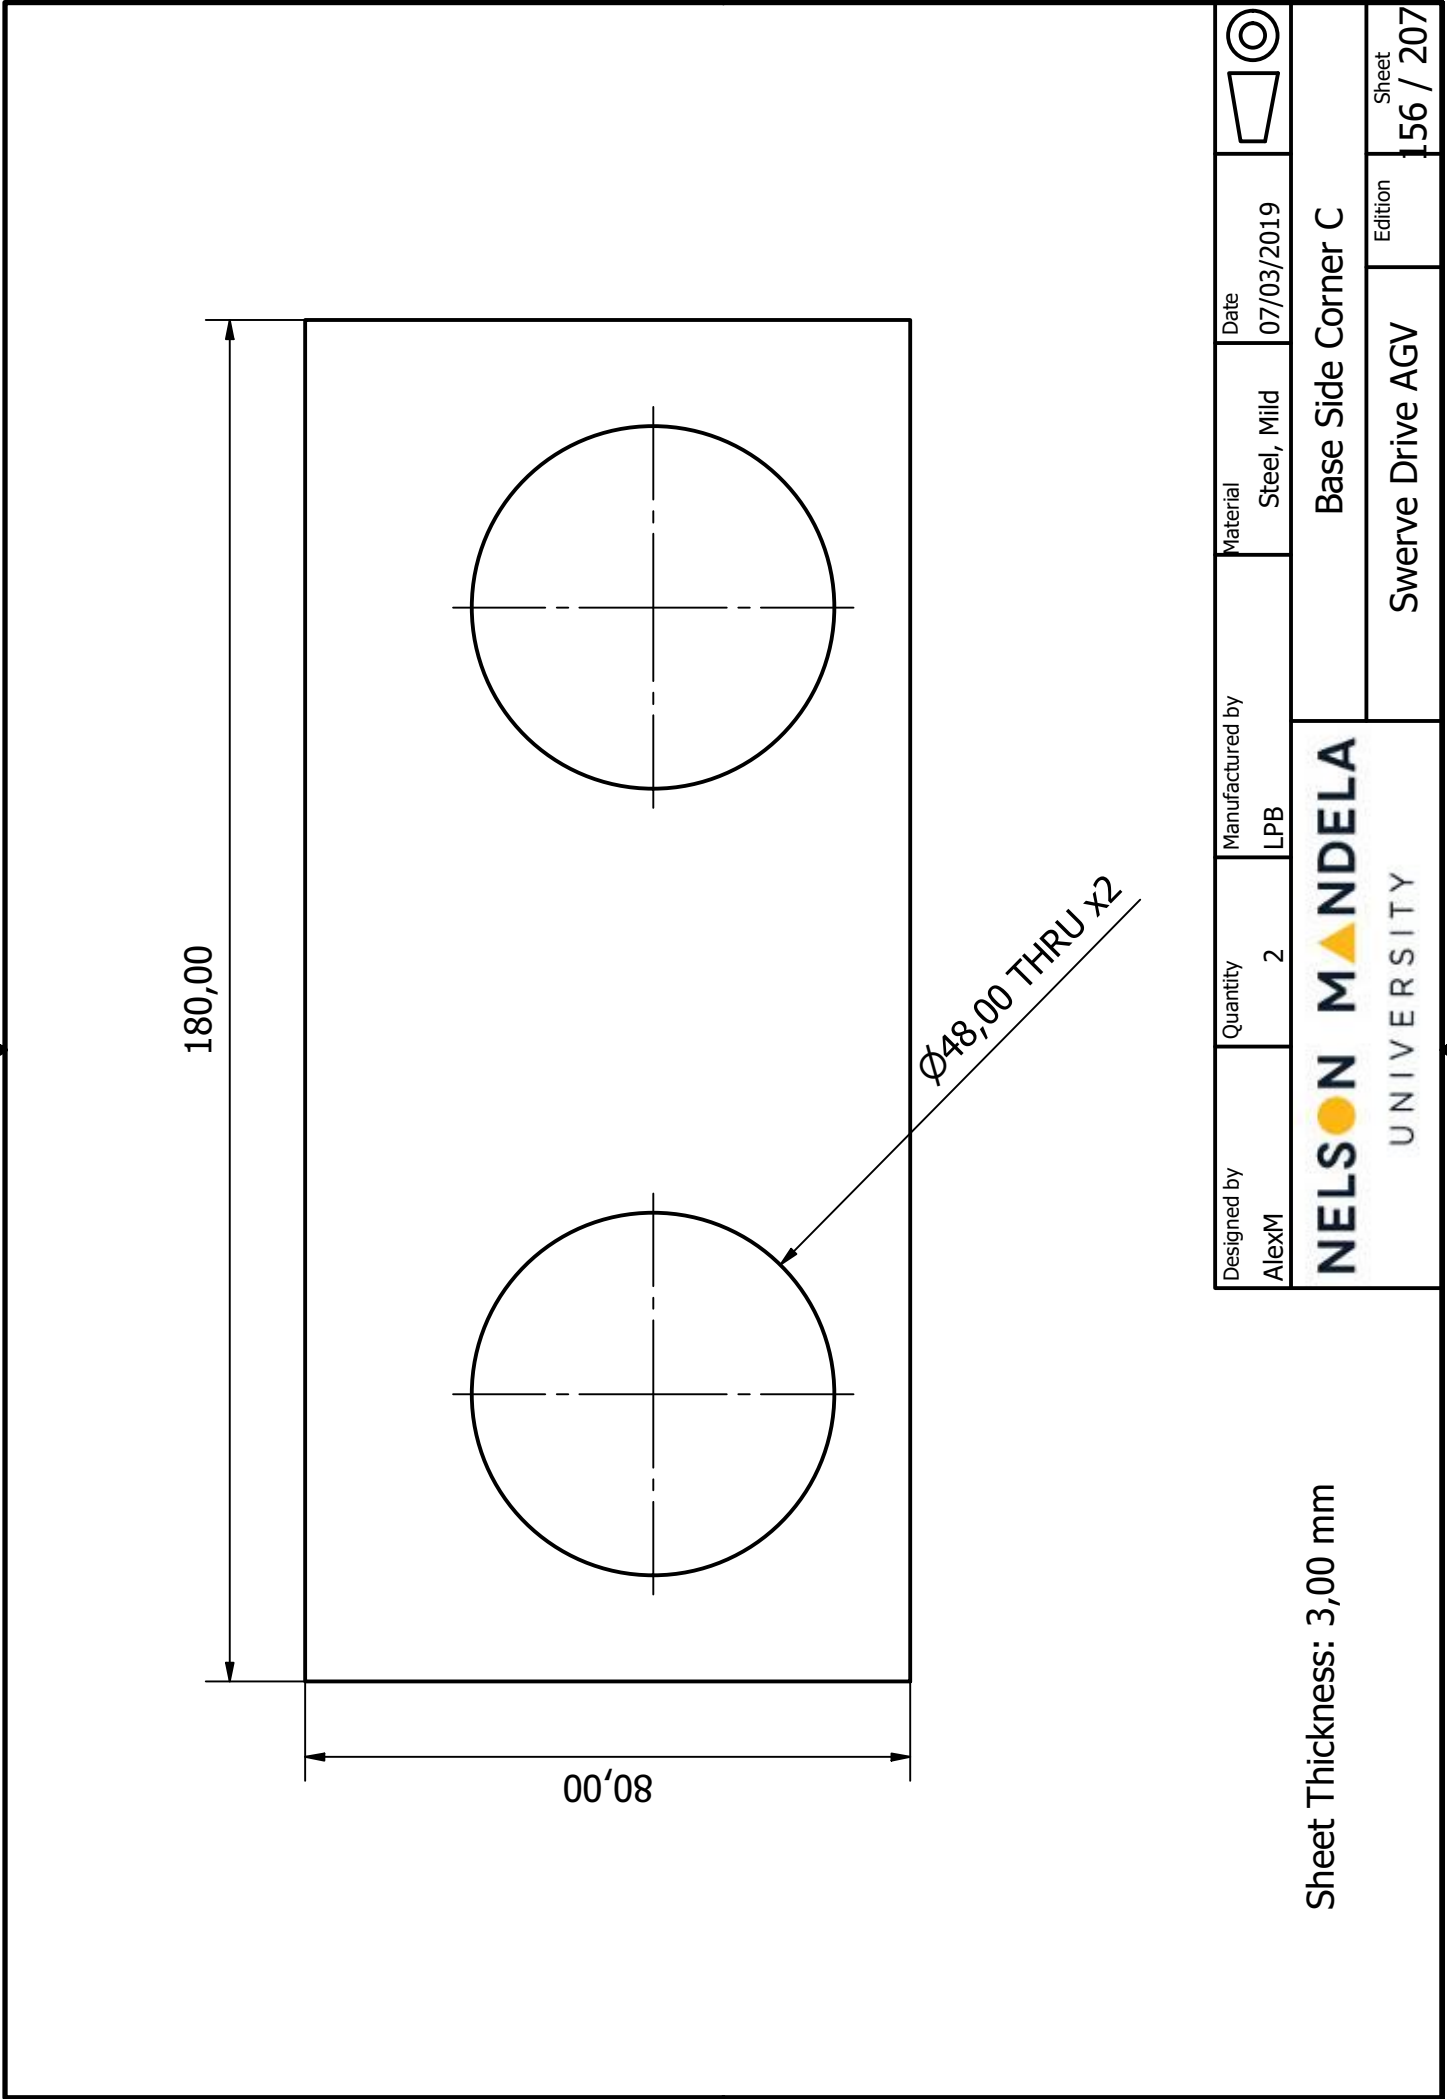 180,00
80,00
Ø48,00 THRU x2
Sheet Thickness: 3,00 mm
Designed by
AlexM
Quantity
2
Manufactured by
LPB
Material
Steel, Mild
Date
07/03/2019
NELSON MANDELA
UNIVERSITY
Base Side Corner C
Swerve Drive AGV
Edition
Sheet
156 / 207